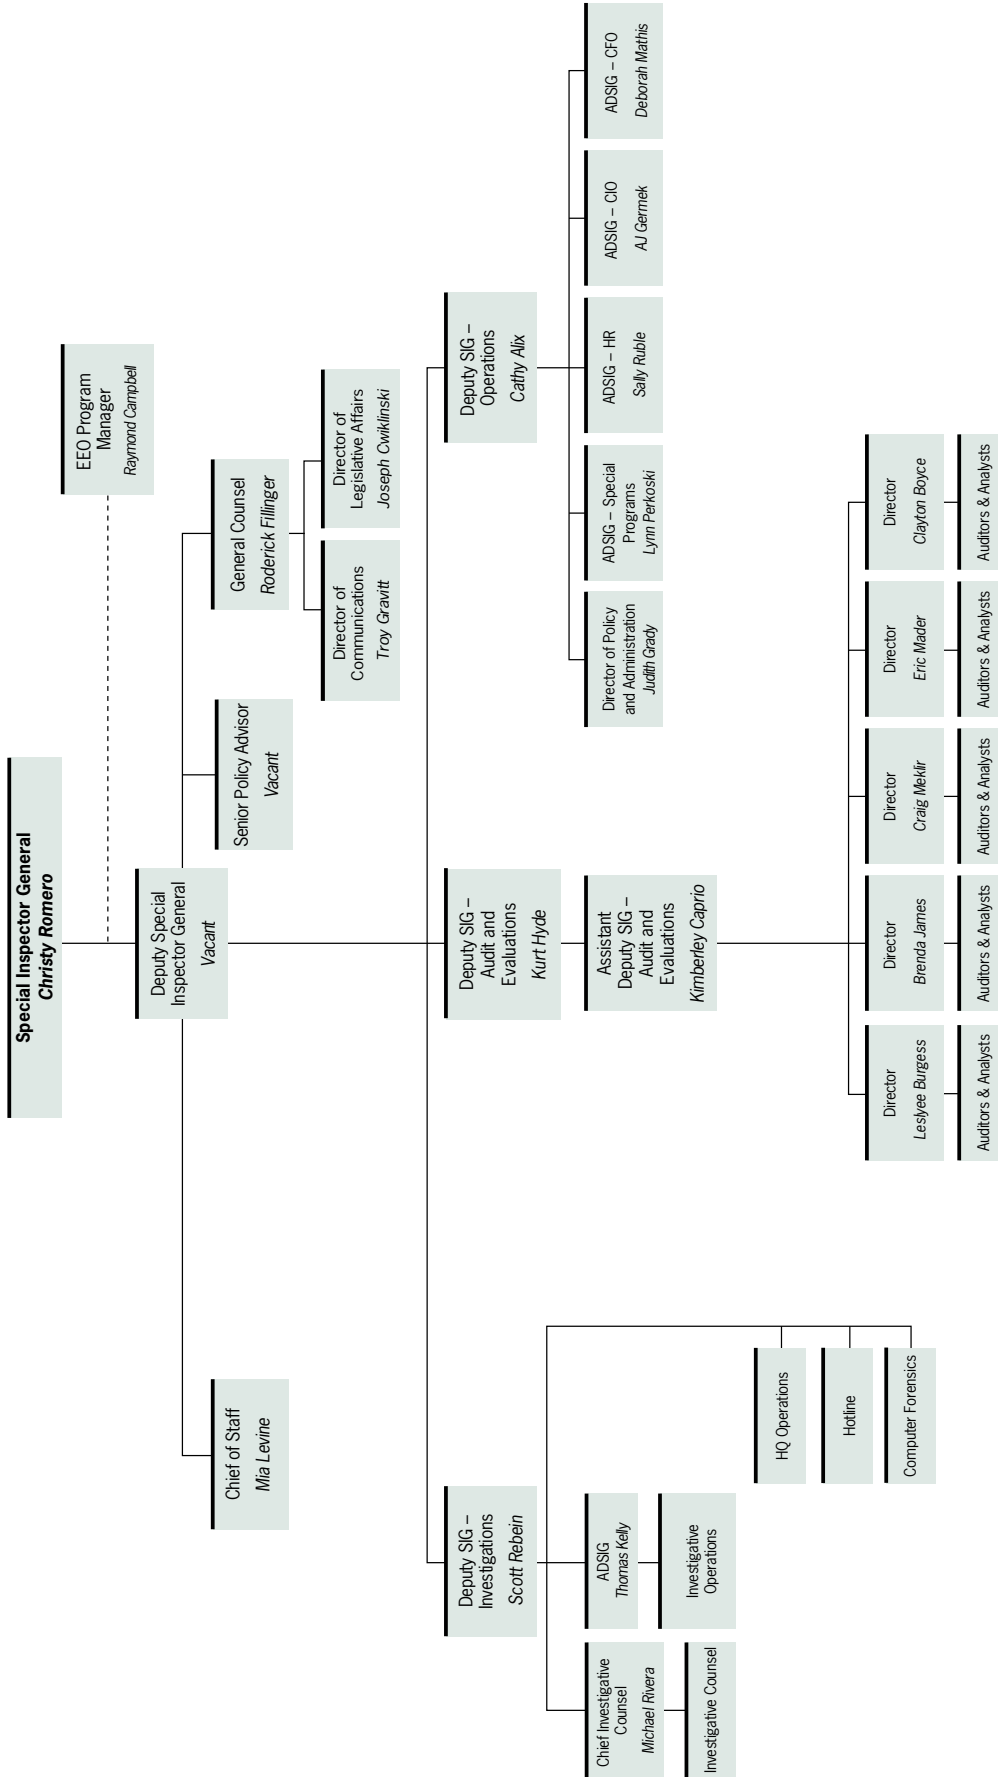 Special Inspector General
Christy Romero
EEO Program
Manager
Raymond Campbell
Deputy Special
Inspector General
Vacant
Chief of Staff
Mia Levine
Senior Policy Advisor
Vacant
General Counsel
Roderick Fillinger
Director of
Communications
Troy Gravitt
Director of
Legislative Affairs
Joseph Cwiklinski
Deputy SIG –
Investigations
Scott Rebein
Deputy SIG –
Audit and
Evaluations
Kurt Hyde
Deputy SIG –
Operations
Cathy Alix
Chief Investigative
Counsel
Michael Rivera
Investigative Counsel
ADSIG
Thomas Kelly
Investigative
Operations
HQ Operations
Hotline
Computer Forensics
Assistant
Deputy SIG –
Audit and
Evaluations
Kimberley Caprio
Director of Policy
and Administration
Judith Grady
ADSIG – Special
Programs
Lynn Perkoski
ADSIG – HR
Sally Ruble
ADSIG – CIO
AJ Germek
ADSIG – CFO
Deborah Mathis
Director
Leslyee Burgess
Auditors & Analysts
Director
Brenda James
Auditors & Analysts
Director
Craig Meklir
Auditors & Analysts
Director
Eric Mader
Auditors & Analysts
Director
Clayton Boyce
Auditors & Analysts